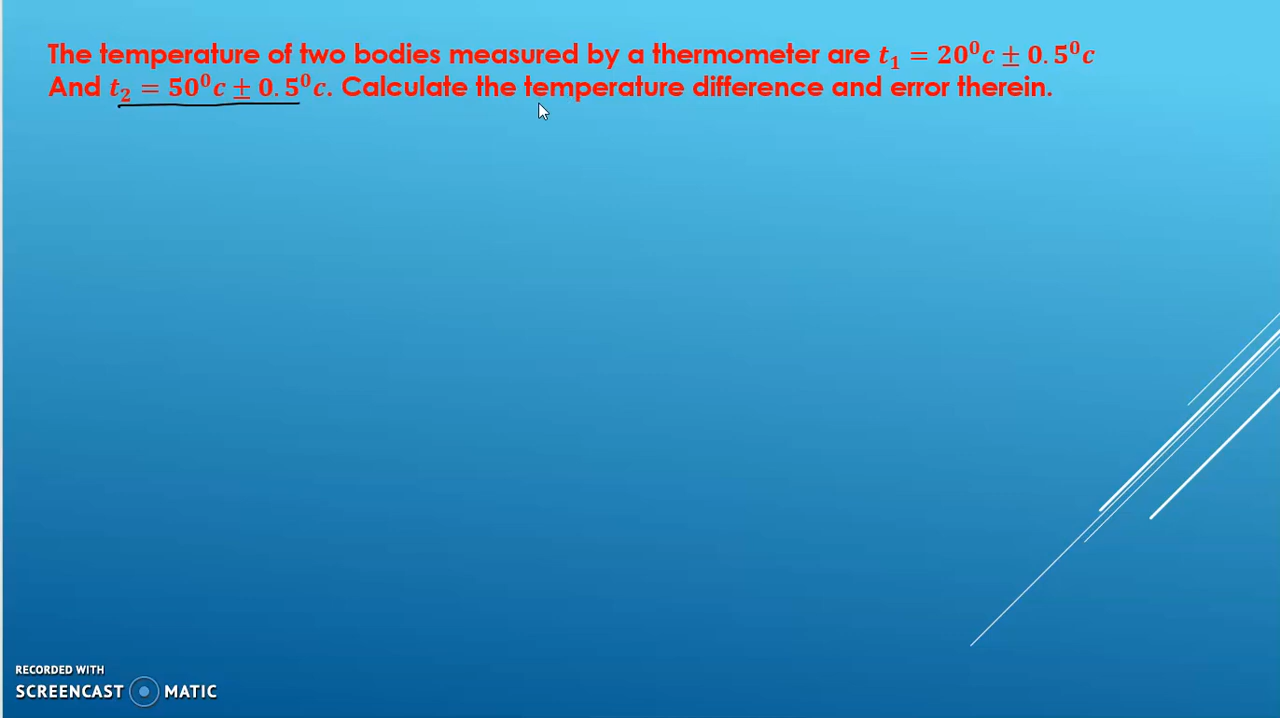 The temperature of two bodies measured by a thermometer are t₁ = 20⁰c ± 0.5⁰c
And t₂ = 50⁰c ± 0.5⁰c. Calculate the temperature difference and error therein.
RECORDED WITH
SCREENCAST MATIC